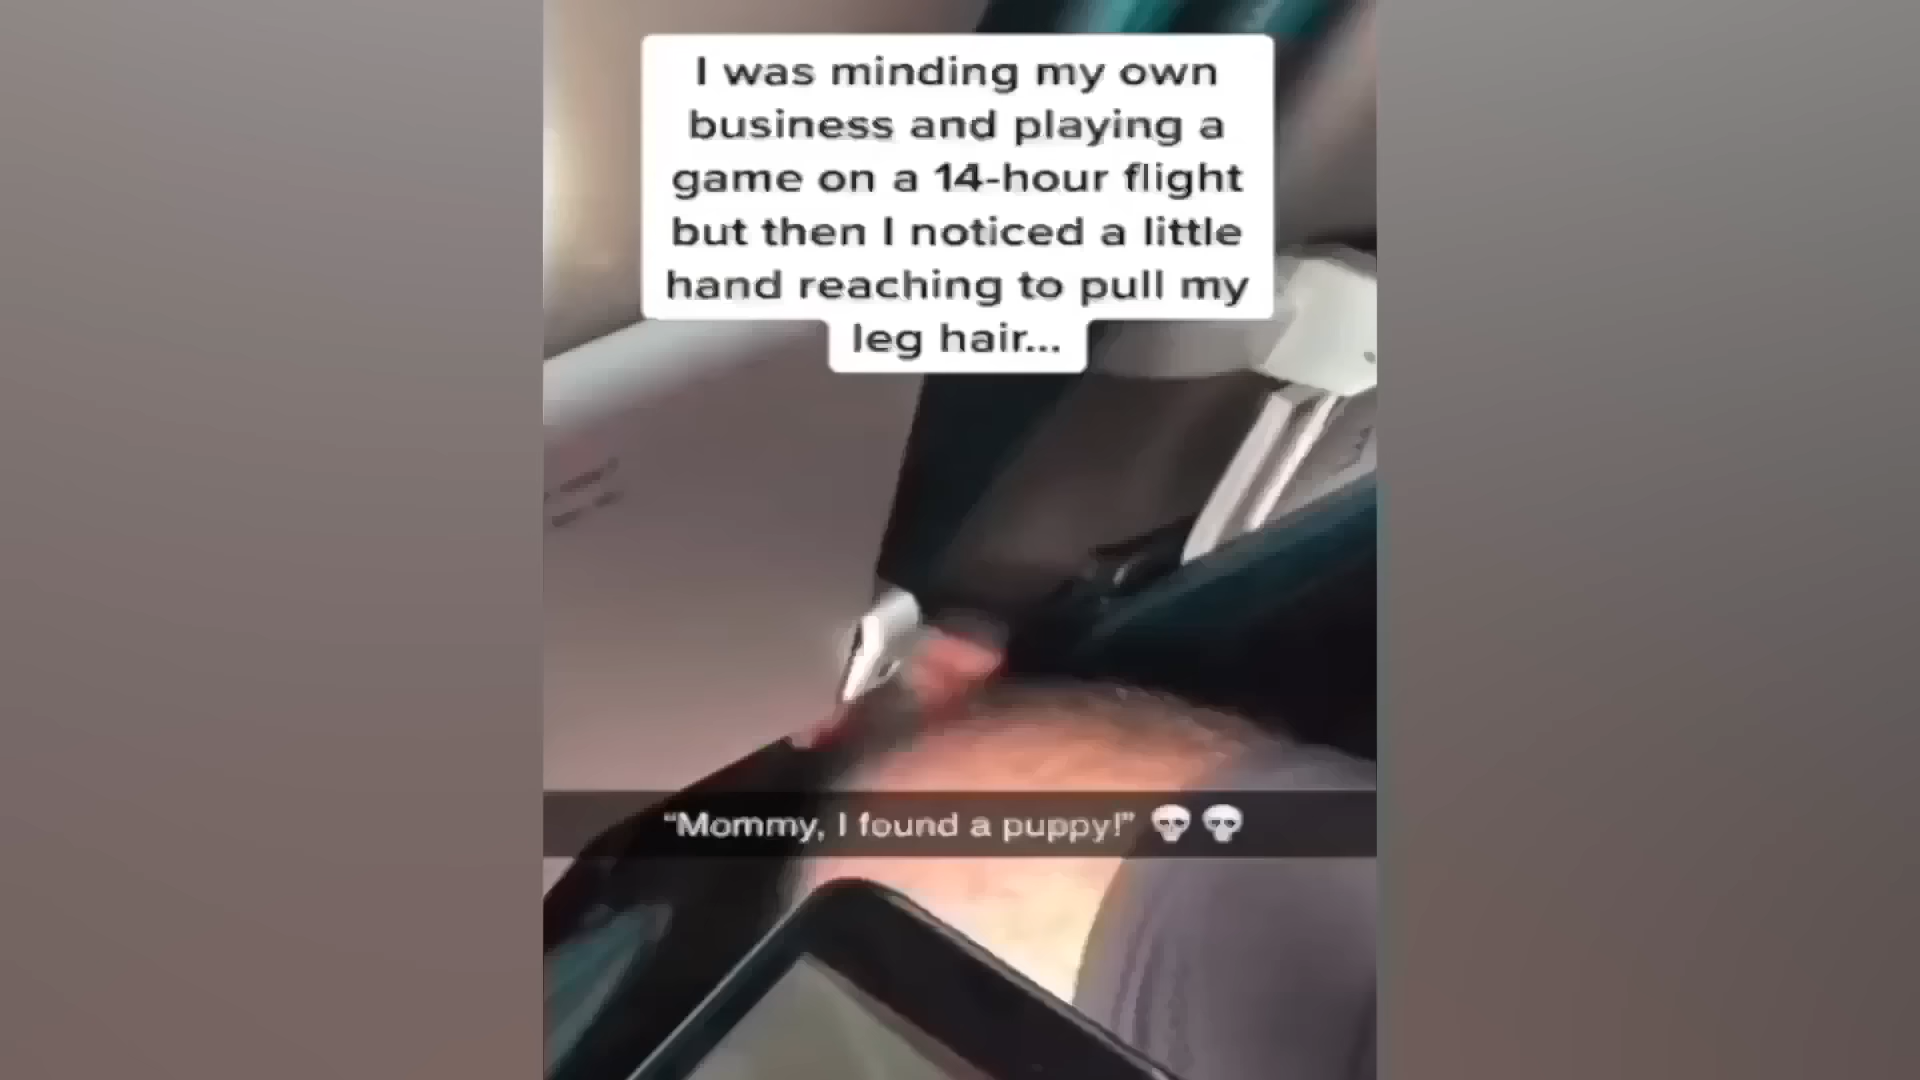 I was minding my own
business and playing a
game on a 14-hour flight
but then I noticed a little
hand reaching to pull my
leg hair...
“Mommy, I found a puppy!” 💀💀